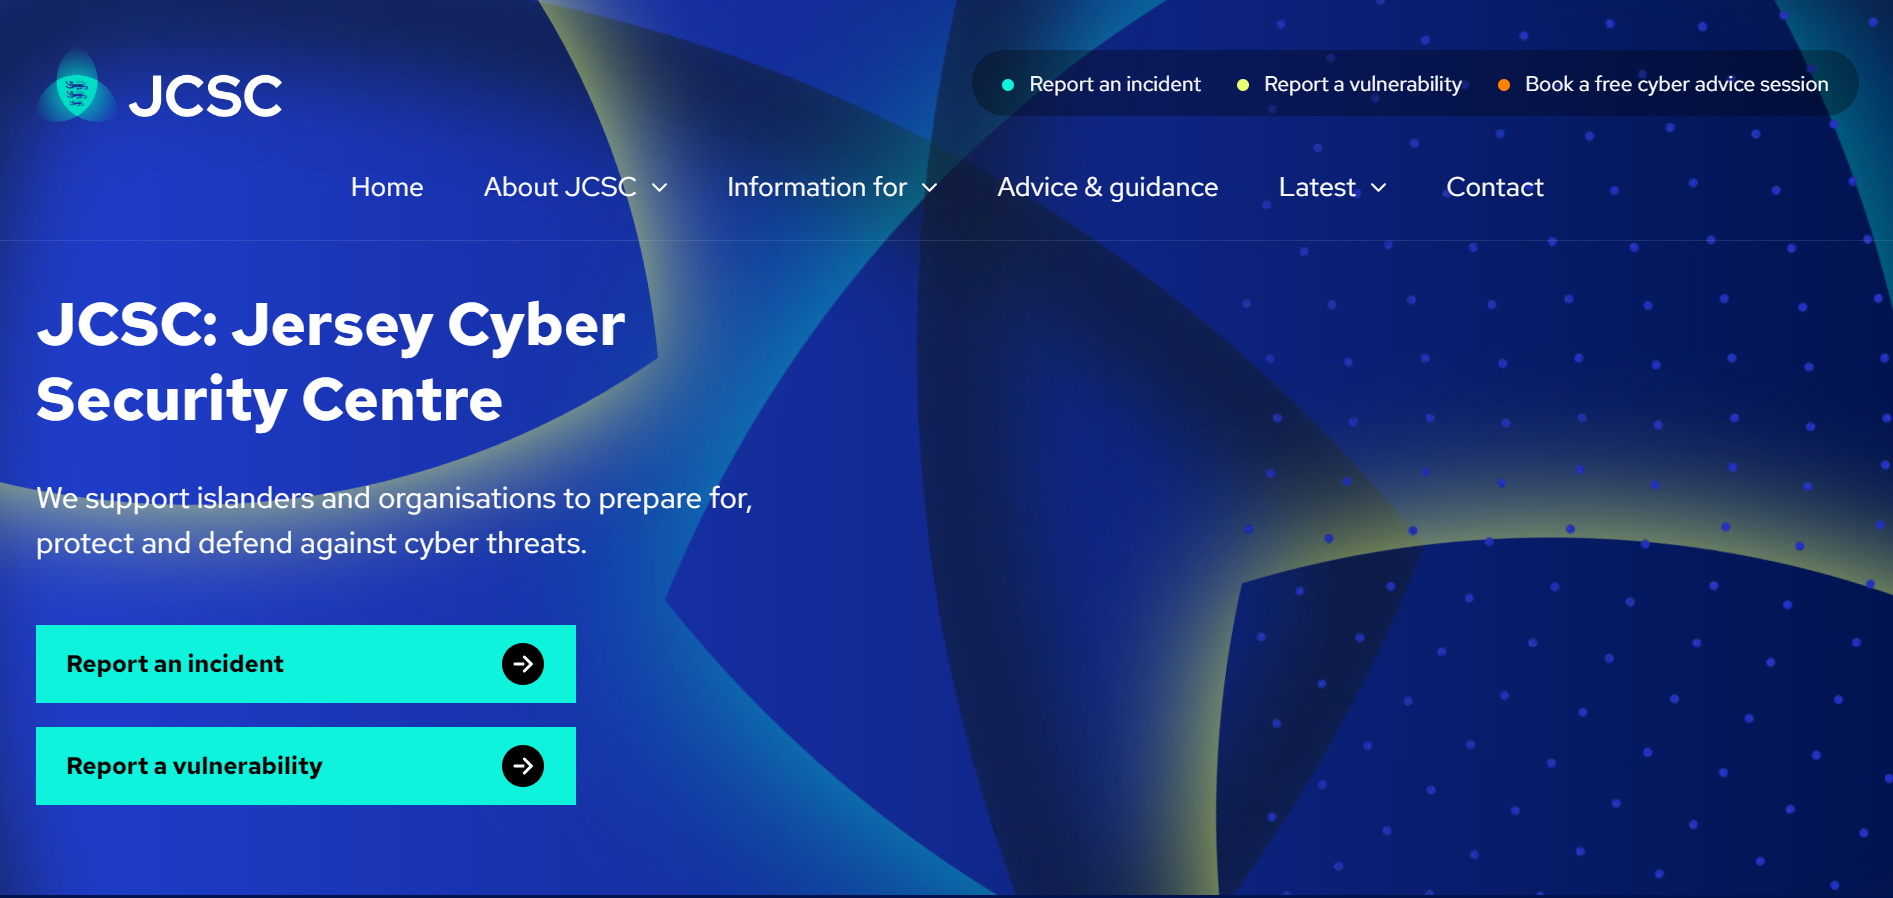 JCSC
Report an incident
Report a vulnerability
Book a free cyber advice session
Home
About JCSC
Information for
Advice & guidance
Latest
Contact
JCSC: Jersey Cyber
Security Centre
We support islanders and organisations to prepare for,
protect and defend against cyber threats.
Report an incident
Report a vulnerability